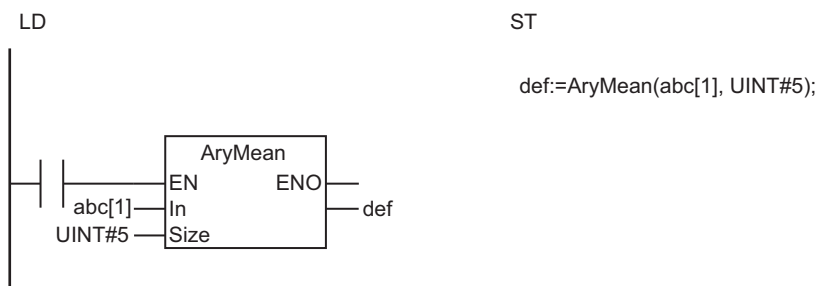 LD
ST
def:=AryMean(abc[1], UINT#5);
AryMean
EN ENO
abc[1] In def
UINT#5 Size